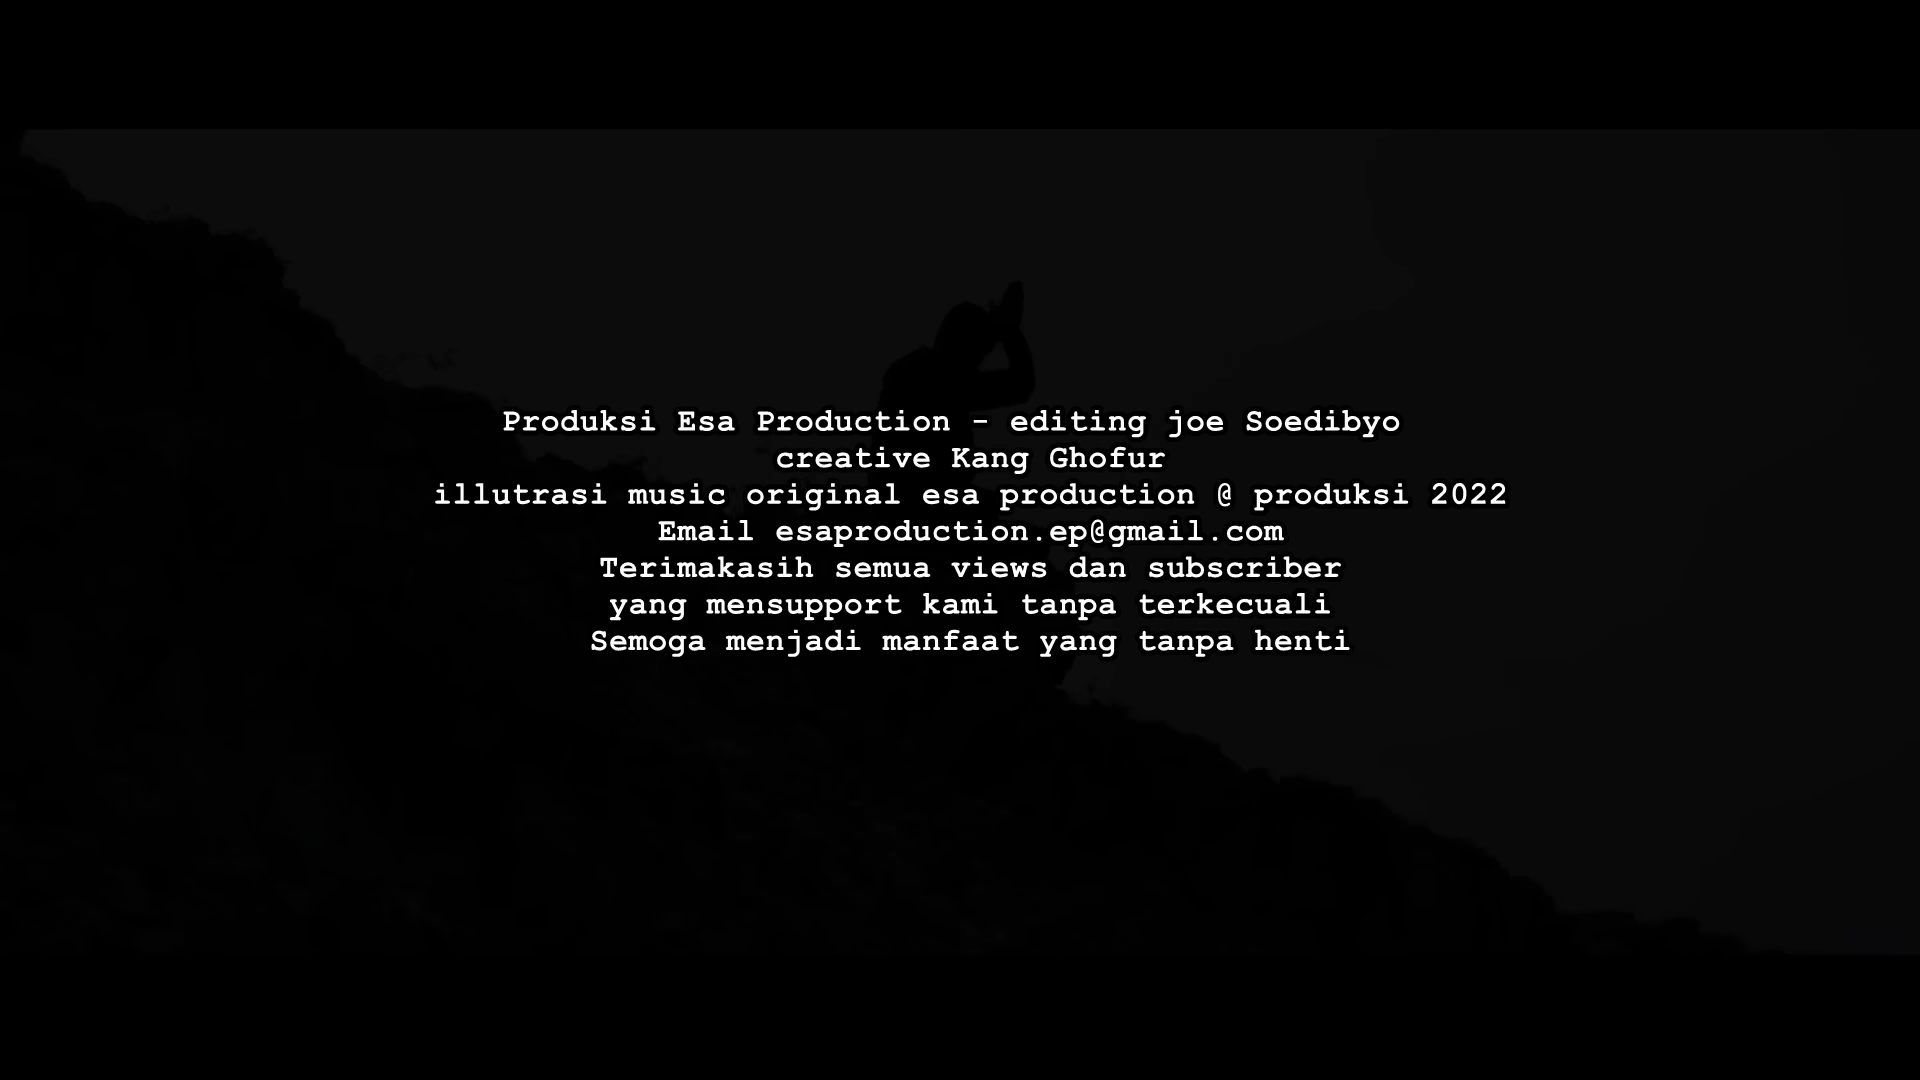 Produksi Esa Production - editing joe Soedibyo
creative Kang Ghofur
illutrasi music original esa production @ produksi 2022
Email esaproduction.ep@gmail.com
Terimakasih semua views dan subscriber
yang mensupport kami tanpa terkecuali
Semoga menjadi manfaat yang tanpa henti